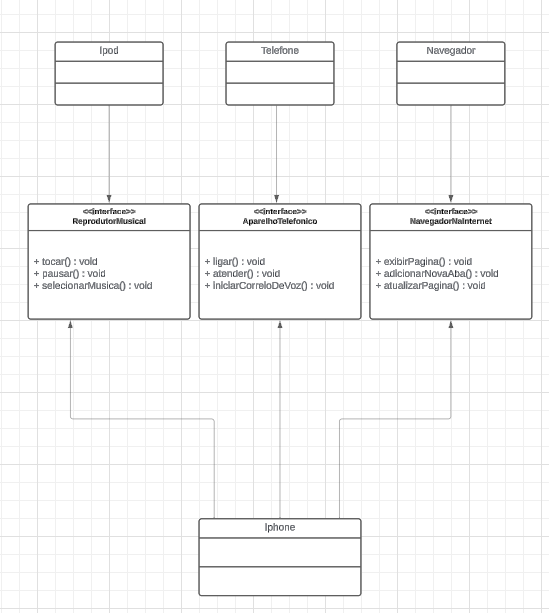 Ipod
Telefone
Navegador
<<interface>>
ReprodutorMusical
+ tocar() : void
+ pausar() : void
+ selecionarMusica() : void
<<interface>>
AparelhoTelefonico
+ ligar() : void
+ atender() : void
+ iniciarCorreioDeVoz() : void
<<interface>>
NavegadorNaInternet
+ exibirPagina() : void
+ adicionarNovaAba() : void
+ atualizarPagina() : void
Iphone